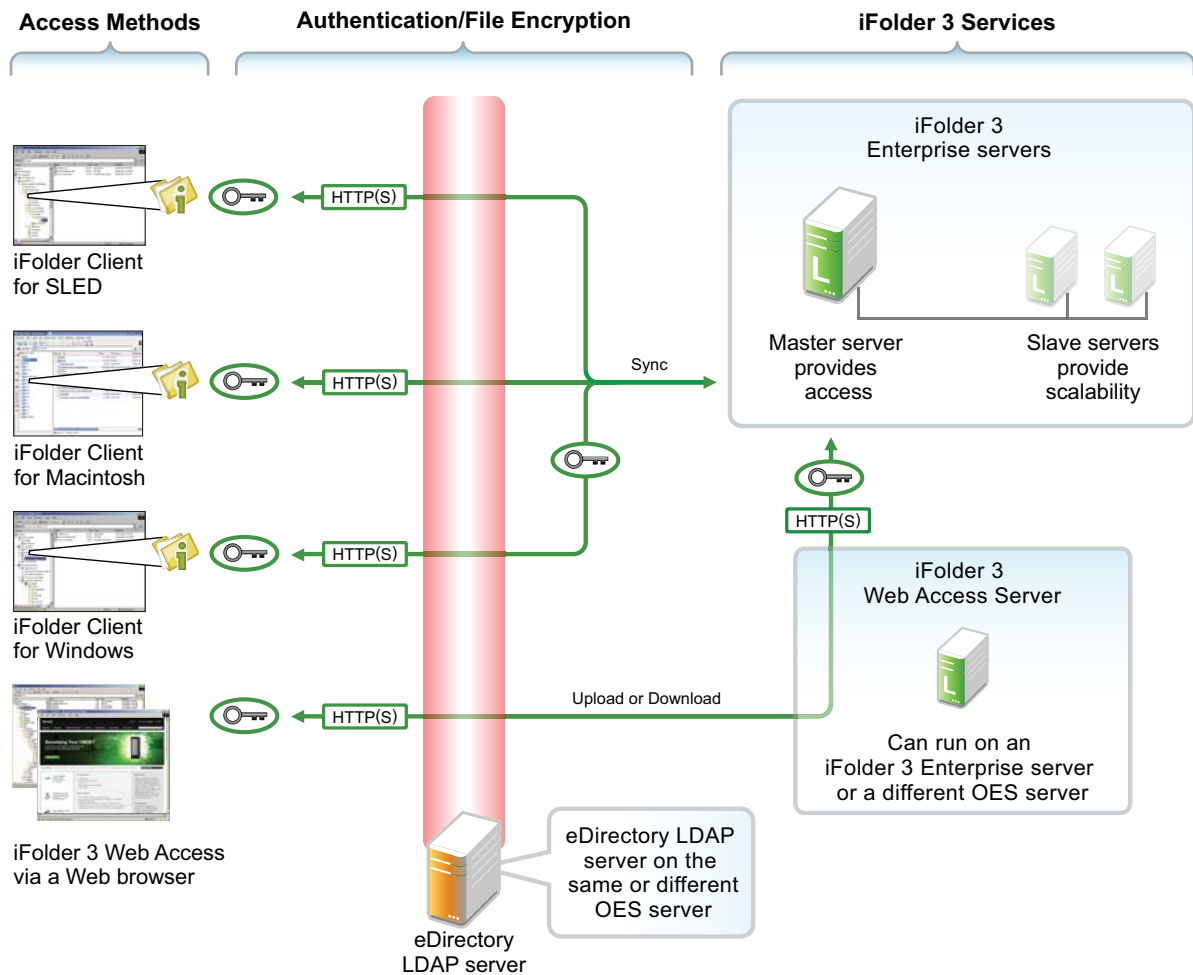 Access Methods
Authentication/File Encryption
iFolder 3 Services
iFolder Client
for SLED
HTTP(S)
iFolder Client
for Macintosh
HTTP(S)
Sync
iFolder Client
for Windows
HTTP(S)
iFolder 3 Web Access
via a Web browser
HTTP(S)
Upload or Download
eDirectory
LDAP server
eDirectory LDAP
server on the
same or different
OES server
iFolder 3
Enterprise servers
L
L
L
Master server
provides
access
Slave servers
provide
scalability
HTTP(S)
iFolder 3
Web Access Server
L
Can run on an
iFolder 3 Enterprise server
or a different OES server